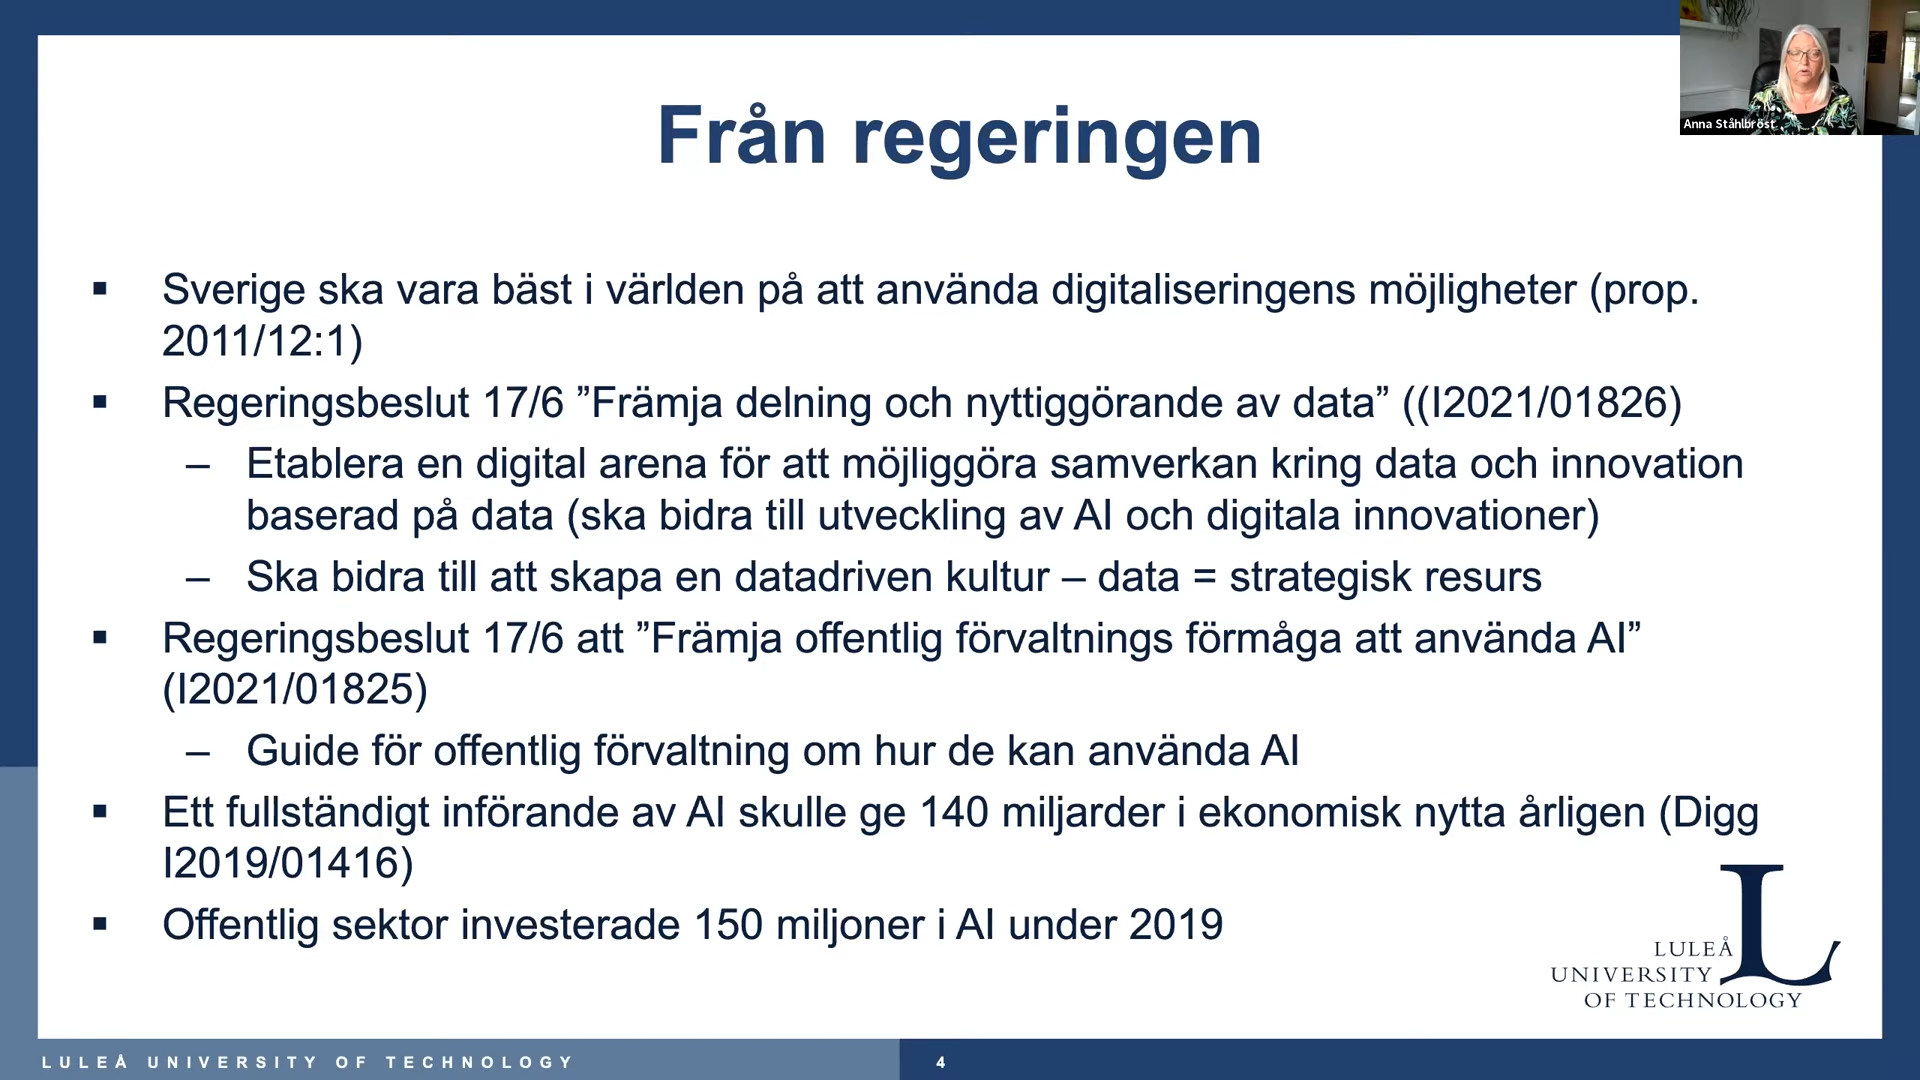 Från regeringen
Anna Ståhlbröst
▪ Sverige ska vara bäst i världen på att använda digitaliseringens möjligheter (prop.
2011/12:1)
▪ Regeringsbeslut 17/6 ”Främja delning och nyttiggörande av data” ((I2021/01826)
– Etablera en digital arena för att möjliggöra samverkan kring data och innovation
baserad på data (ska bidra till utveckling av AI och digitala innovationer)
– Ska bidra till att skapa en datadriven kultur – data = strategisk resurs
▪ Regeringsbeslut 17/6 att ”Främja offentlig förvaltnings förmåga att använda AI”
(I2021/01825)
– Guide för offentlig förvaltning om hur de kan använda AI
▪ Ett fullständigt införande av AI skulle ge 140 miljarder i ekonomisk nytta årligen (Digg
I2019/01416)
▪ Offentlig sektor investerade 150 miljoner i AI under 2019
LULEÅ
UNIVERSITY
OF TECHNOLOGY
L
LULEÅ UNIVERSITY OF TECHNOLOGY
4